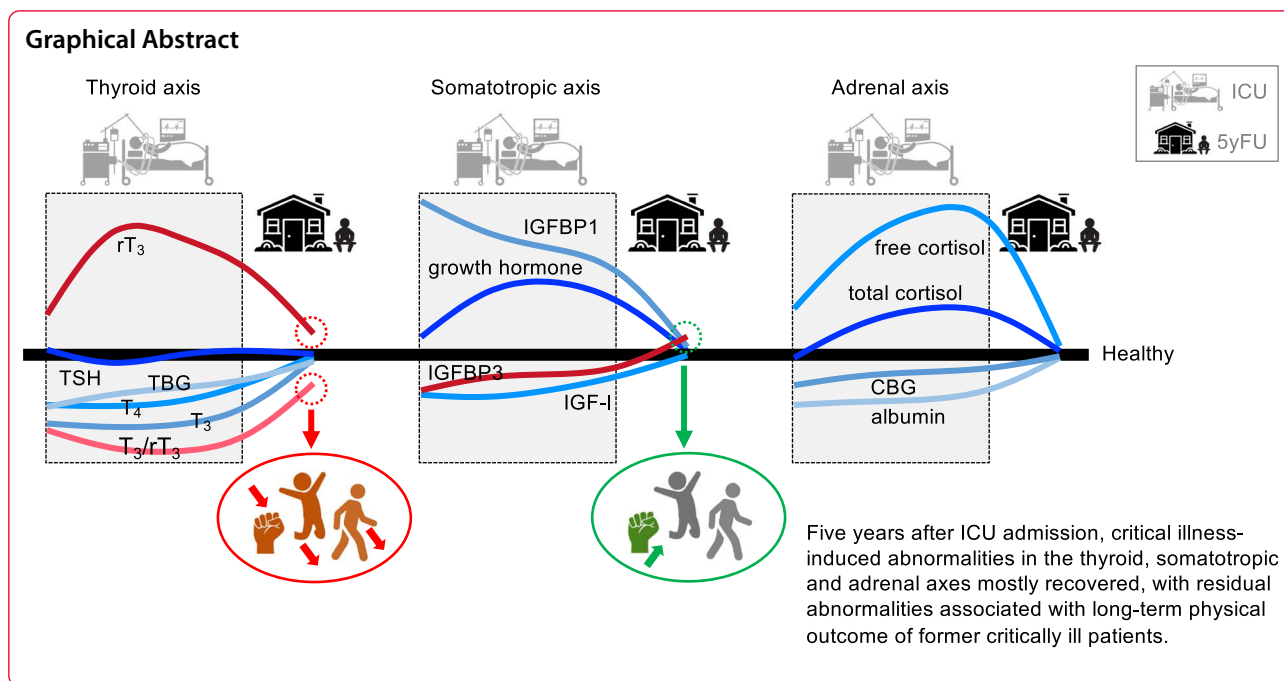 Graphical Abstract
Thyroid axis
Somatotropic axis
Adrenal axis
ICU
5yFU
rT₃
TSH
TBG
T₄
T₃
T₃/rT₃
IGFBP1
growth hormone
IGFBP3
IGF-I
free cortisol
total cortisol
CBG
albumin
Healthy
Five years after ICU admission, critical illness-
induced abnormalities in the thyroid, somatotropic
and adrenal axes mostly recovered, with residual
abnormalities associated with long-term physical
outcome of former critically ill patients.